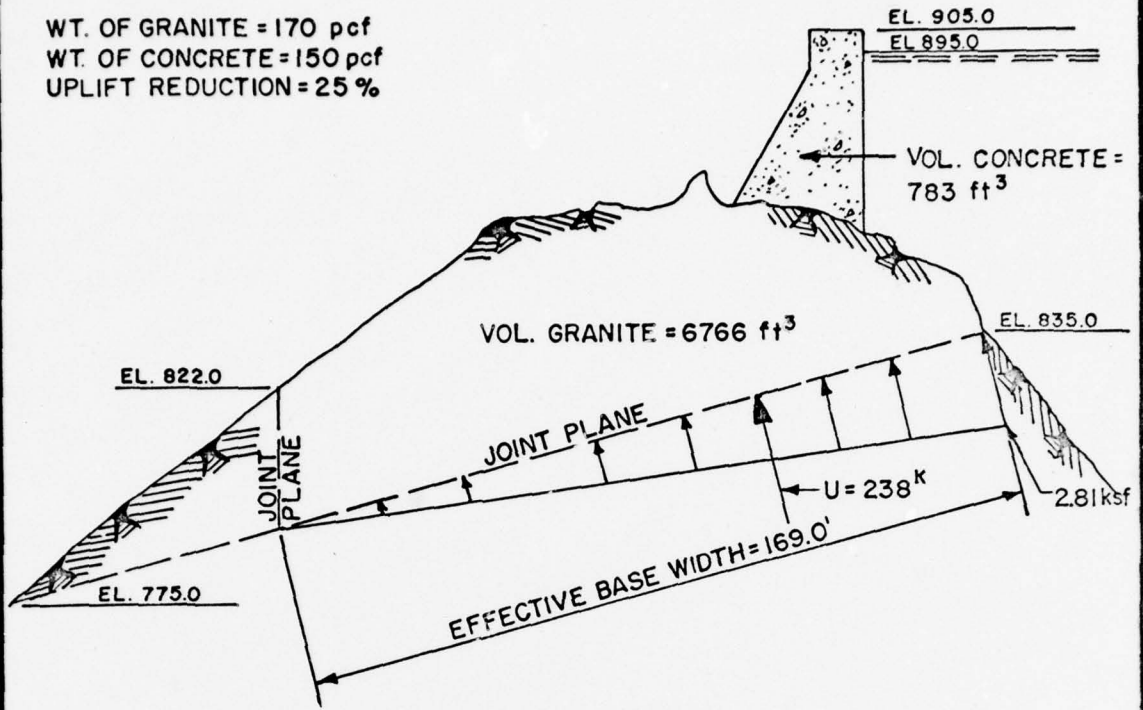 WT. OF GRANITE = 170 pcf
WT. OF CONCRETE = 150 pcf
UPLIFT REDUCTION = 25 %
EL. 905.0
EL 895.0
VOL. CONCRETE =
783 ft³
VOL. GRANITE = 6766 ft³
EL. 835.0
EL. 822.0
JOINT PLANE
JOINT
PLANE
U = 238ᵏ
2.81 ksf
EFFECTIVE BASE WIDTH = 169.0'
EL. 775.0